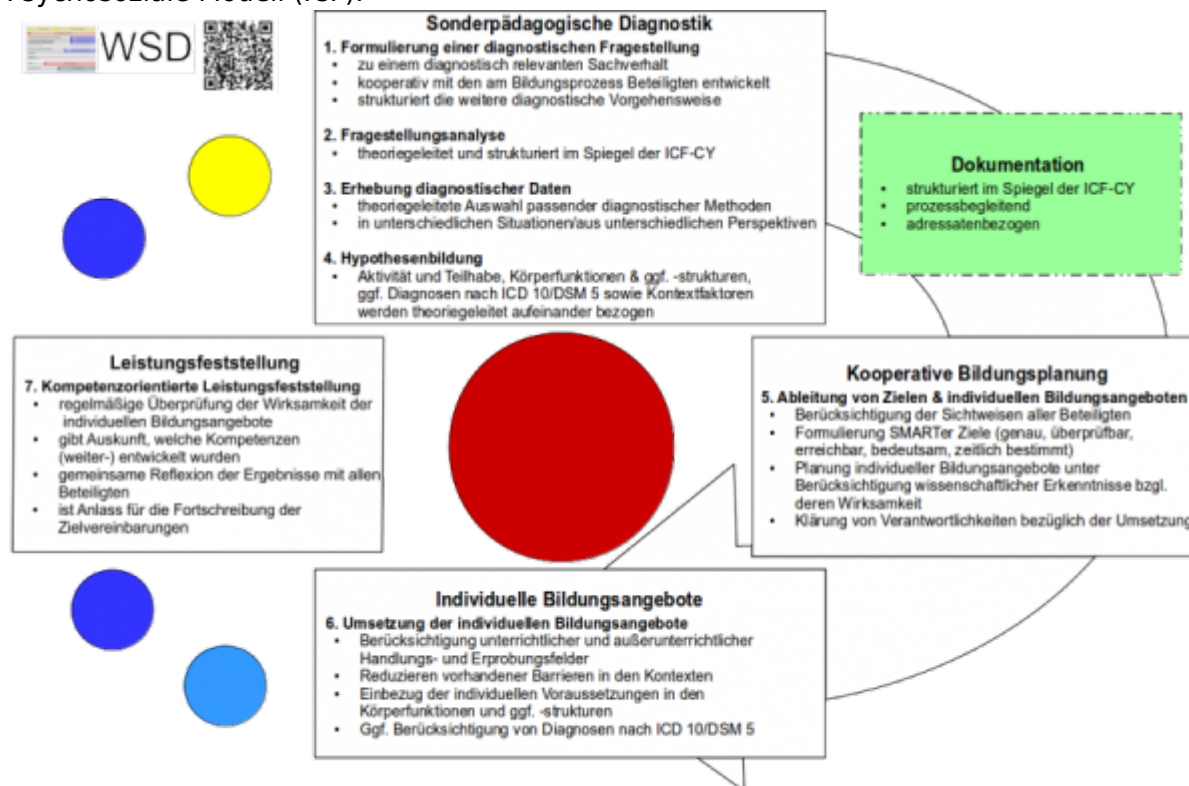 Psychosoziale Modell (ICF).
WSD
Sonderpädagogische Diagnostik
1. Formulierung einer diagnostischen Fragestellung
• zu einem diagnostisch relevanten Sachverhalt
• kooperativ mit den am Bildungsprozess Beteiligten entwickelt
• strukturiert die weitere diagnostische Vorgehensweise
2. Fragestellungsanalyse
• theoriegeleitet und strukturiert im Spiegel der ICF-CY
3. Erhebung diagnostischer Daten
• theoriegeleitete Auswahl passender diagnostischer Methoden
• in unterschiedlichen Situationen/aus unterschiedlichen Perspektiven
4. Hypothesenbildung
• Aktivität und Teilhabe, Körperfunktionen & ggf. -strukturen,
ggf. Diagnosen nach ICD 10/DSM 5 sowie Kontextfaktoren
werden theoriegeleitet aufeinander bezogen
Dokumentation
• strukturiert im Spiegel der ICF-CY
• prozessbegleitend
• adressatenbezogen
Leistungsfeststellung
7. Kompetenzorientierte Leistungsfeststellung
• regelmäßige Überprüfung der Wirksamkeit der
individuellen Bildungsangebote
• gibt Auskunft, welche Kompetenzen
(weiter-) entwickelt wurden
• gemeinsame Reflexion der Ergebnisse mit allen
Beteiligten
• ist Anlass für die Fortschreibung der
Zielvereinbarungen
Kooperative Bildungsplanung
5. Ableitung von Zielen & individuellen Bildungsangeboten
• Berücksichtigung der Sichtweisen aller Beteiligten
• Formulierung SMARTer Ziele (genau, überprüfbar,
erreichbar, bedeutsam, zeitlich bestimmt)
• Planung individueller Bildungsangebote unter
Berücksichtigung wissenschaftlicher Erkenntnisse bzgl.
deren Wirksamkeit
• Klärung von Verantwortlichkeiten bezüglich der Umsetzung
Individuelle Bildungsangebote
6. Umsetzung der individuellen Bildungsangebote
• Berücksichtigung unterrichtlicher und außerunterrichtlicher
Handlungs- und Erprobungsfelder
• Reduzieren vorhandener Barrieren in den Kontexten
• Einbezug der individuellen Voraussetzungen in den
Körperfunktionen und ggf. -strukturen
• Ggf. Berücksichtigung von Diagnosen nach ICD 10/DSM 5